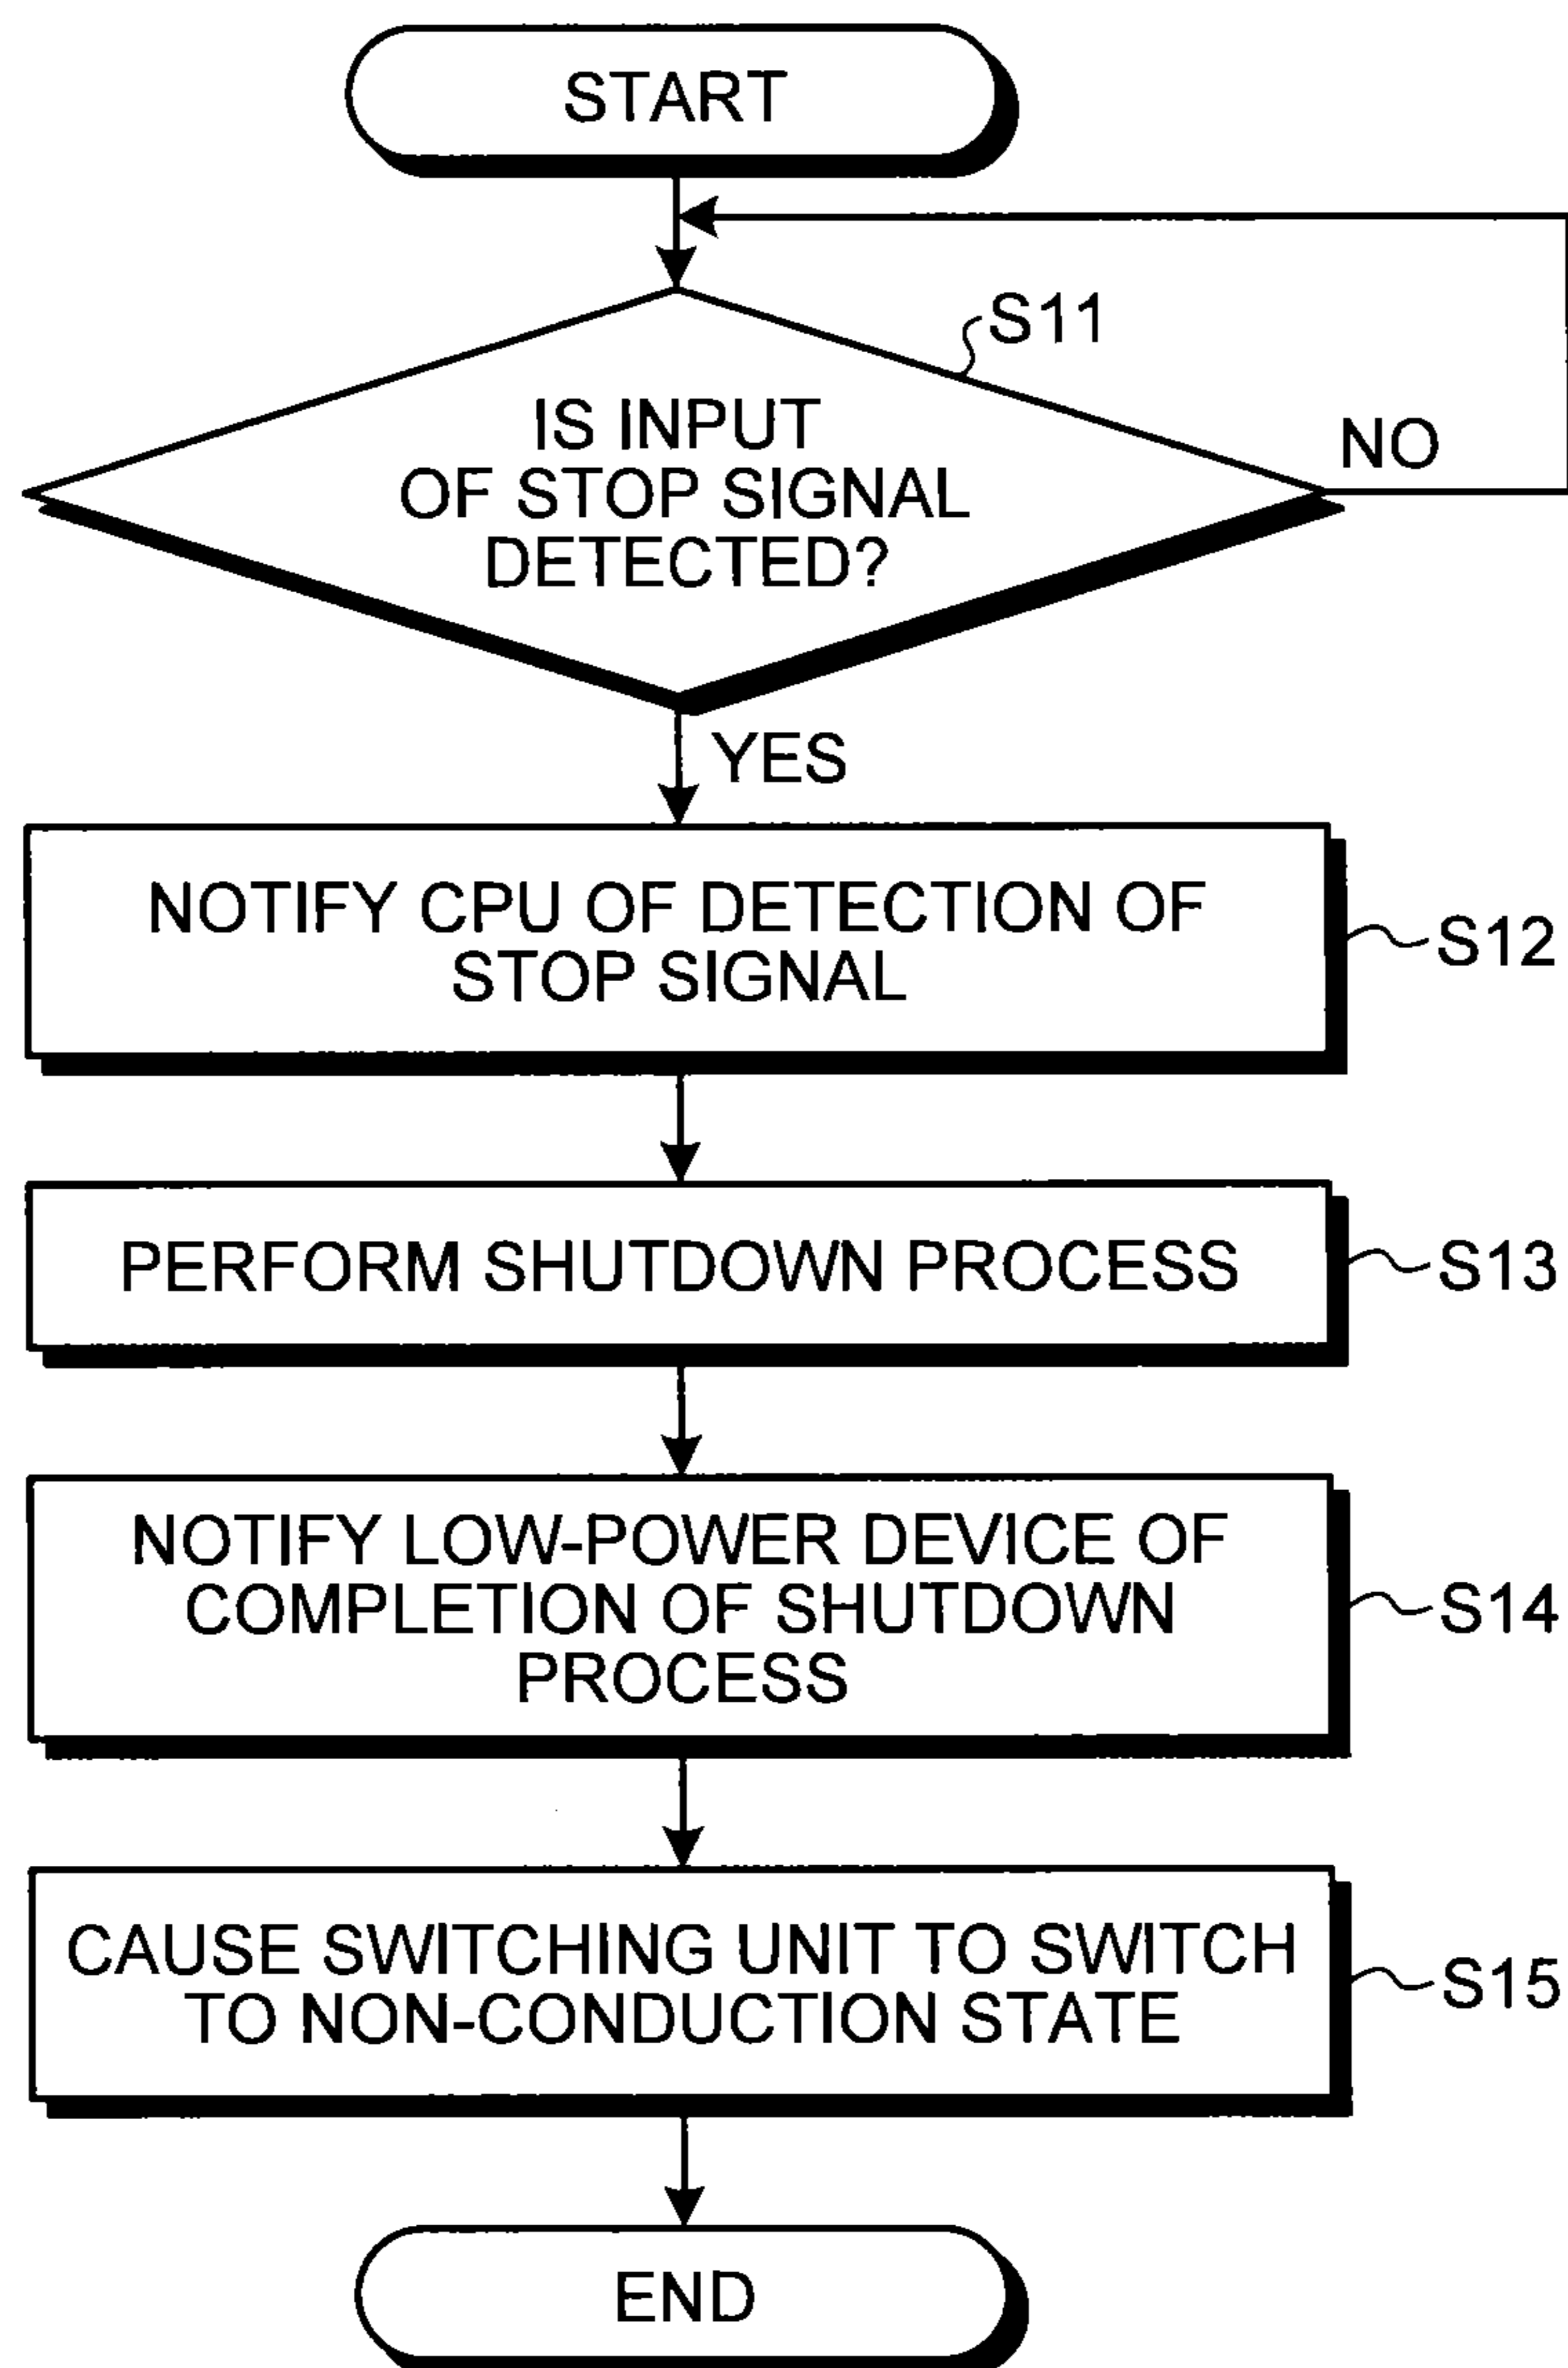 START
S11
IS INPUT
OF STOP SIGNAL
DETECTED?
NO
YES
NOTIFY CPU OF DETECTION OF
STOP SIGNAL
S12
PERFORM SHUTDOWN PROCESS
S13
NOTIFY LOW-POWER DEVICE OF
COMPLETION OF SHUTDOWN
PROCESS
S14
CAUSE SWITCHING UNIT TO SWITCH
TO NON-CONDUCTION STATE
S15
END